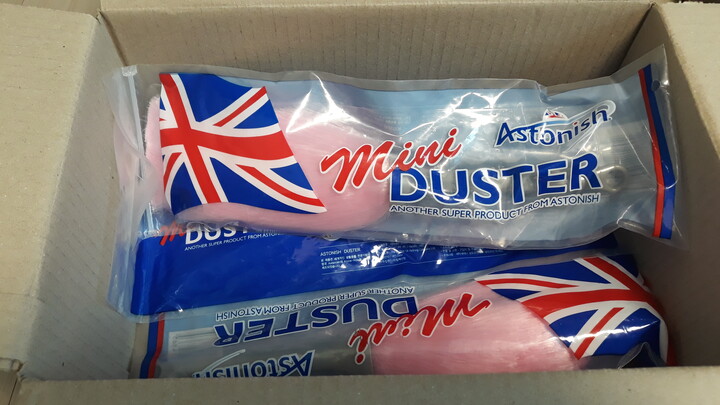 Astonish
Mini
DUSTER
ANOTHER SUPER PRODUCT FROM ASTONISH
Mini
DUSTER
ANOTHER SUPER PRODUCT FROM ASTONISH
ASTONISH DUSTER
Mini
DUSTER
ANOTHER SUPER PRODUCT FROM ASTONISH
Astonish